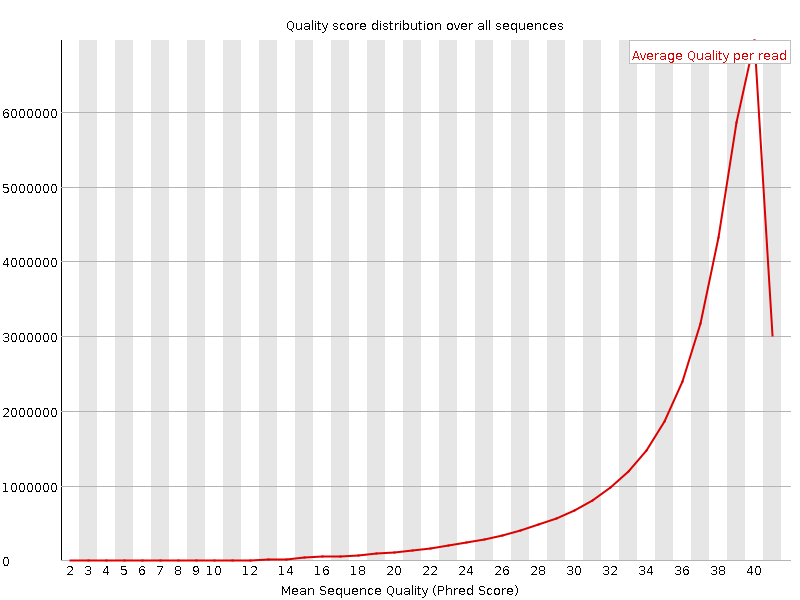 Quality score distribution over all sequences
Average Quality per read
6000000
5000000
4000000
3000000
2000000
1000000
0
2 3 4 5 6 7 8 9 10 12 14 16 18 20 22 24 26 28 30 32 34 36 38 40
Mean Sequence Quality (Phred Score)